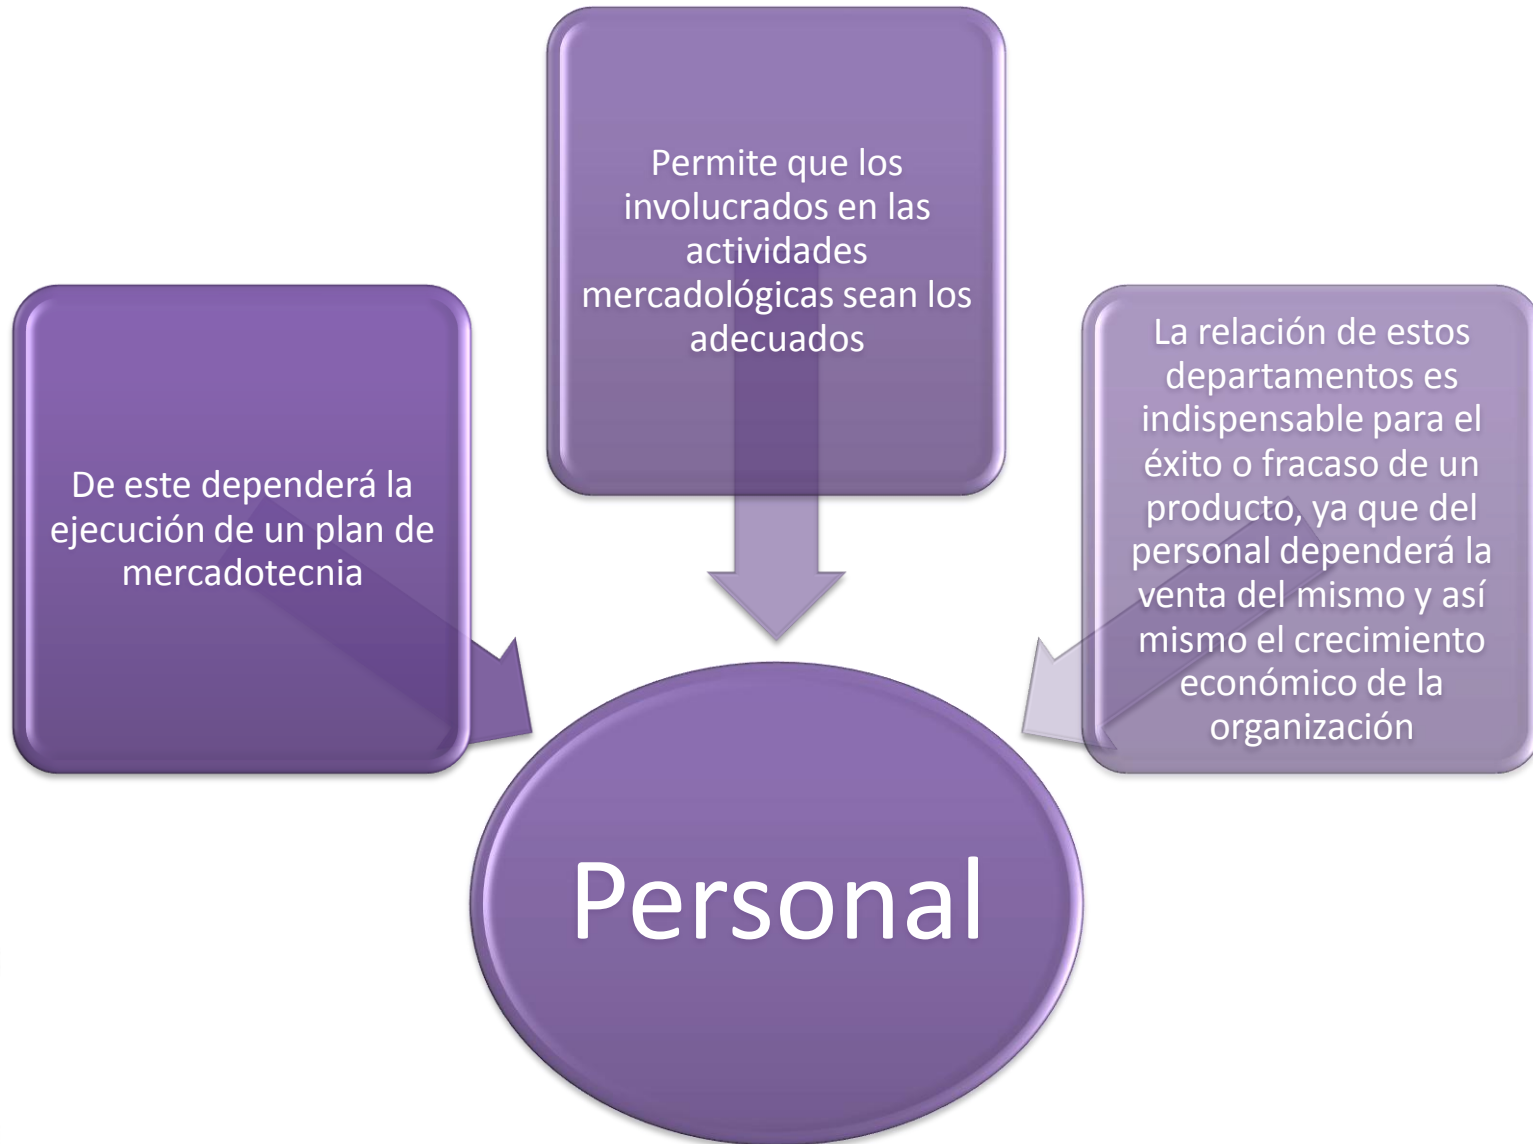 De este dependerá la
ejecución de un plan de
mercadotecnia
Permite que los
involucrados en las
actividades
mercadológicas sean los
adecuados
La relación de estos
departamentos es
indispensable para el
éxito o fracaso de un
producto, ya que del
personal dependerá la
venta del mismo y así
mismo el crecimiento
económico de la
organización
Personal